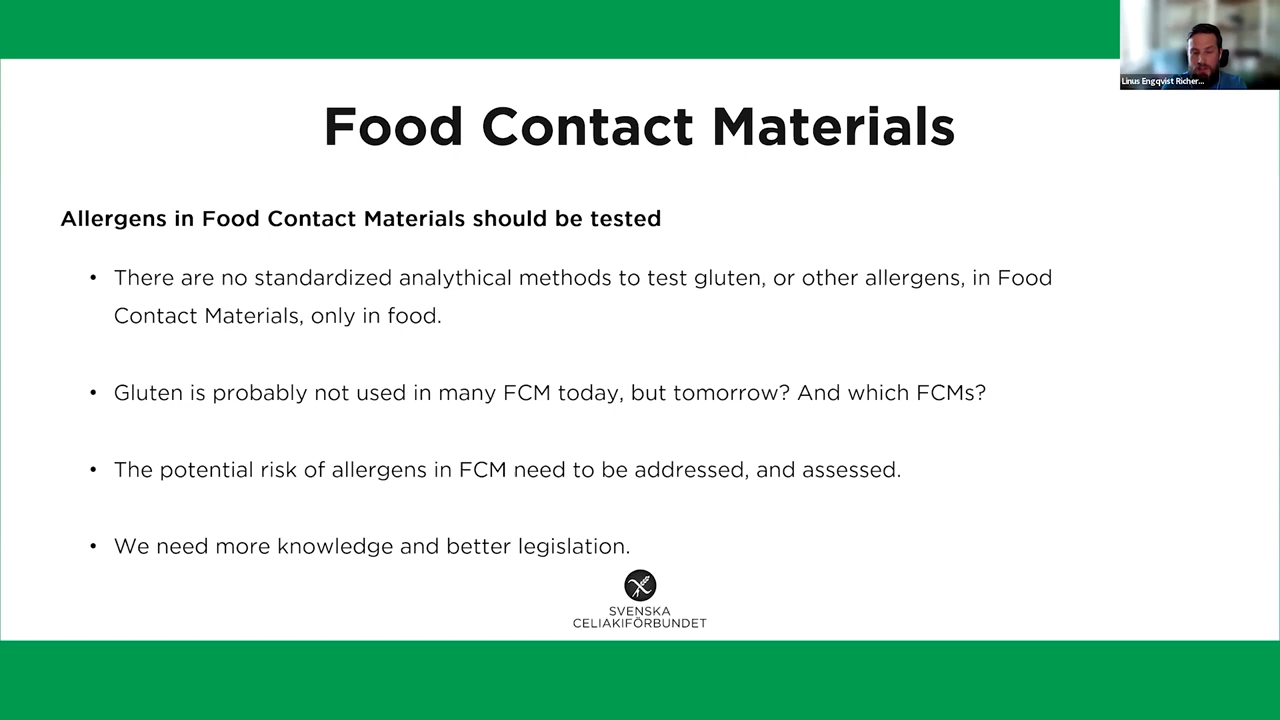 Linus Engqvist Richer...
Food Contact Materials
Allergens in Food Contact Materials should be tested
• There are no standardized analythical methods to test gluten, or other allergens, in Food
Contact Materials, only in food.
• Gluten is probably not used in many FCM today, but tomorrow? And which FCMs?
• The potential risk of allergens in FCM need to be addressed, and assessed.
• We need more knowledge and better legislation.
SVENSKA
CELIAKIFÖRBUNDET